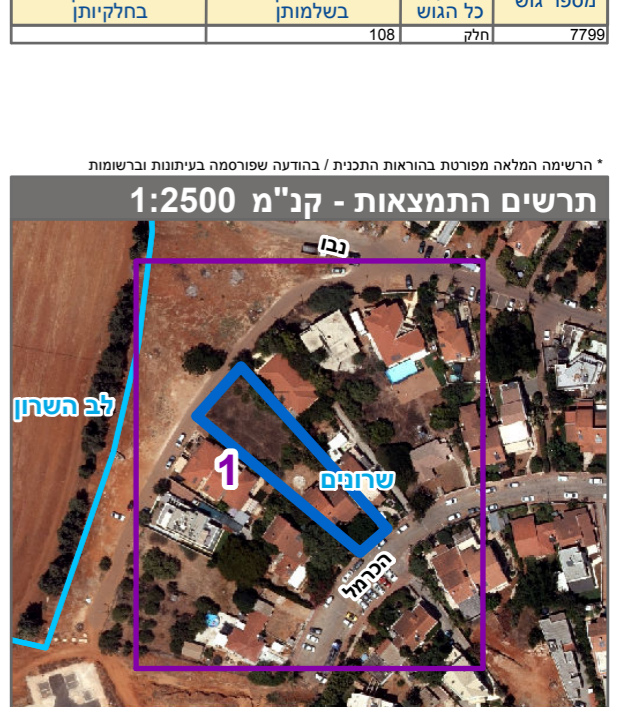 מספר גוש כל הגוש בשלמותן בחלקיותן
7799 חלק 108
* הרשימה המלאה מפורטת בהוראות התכנית / בהודעה שפורסמה בעיתונות וברשומות
תרשים התמצאות - קנ"מ 1:2500
נבו
לב השרון
1
שרונים
הכרמל